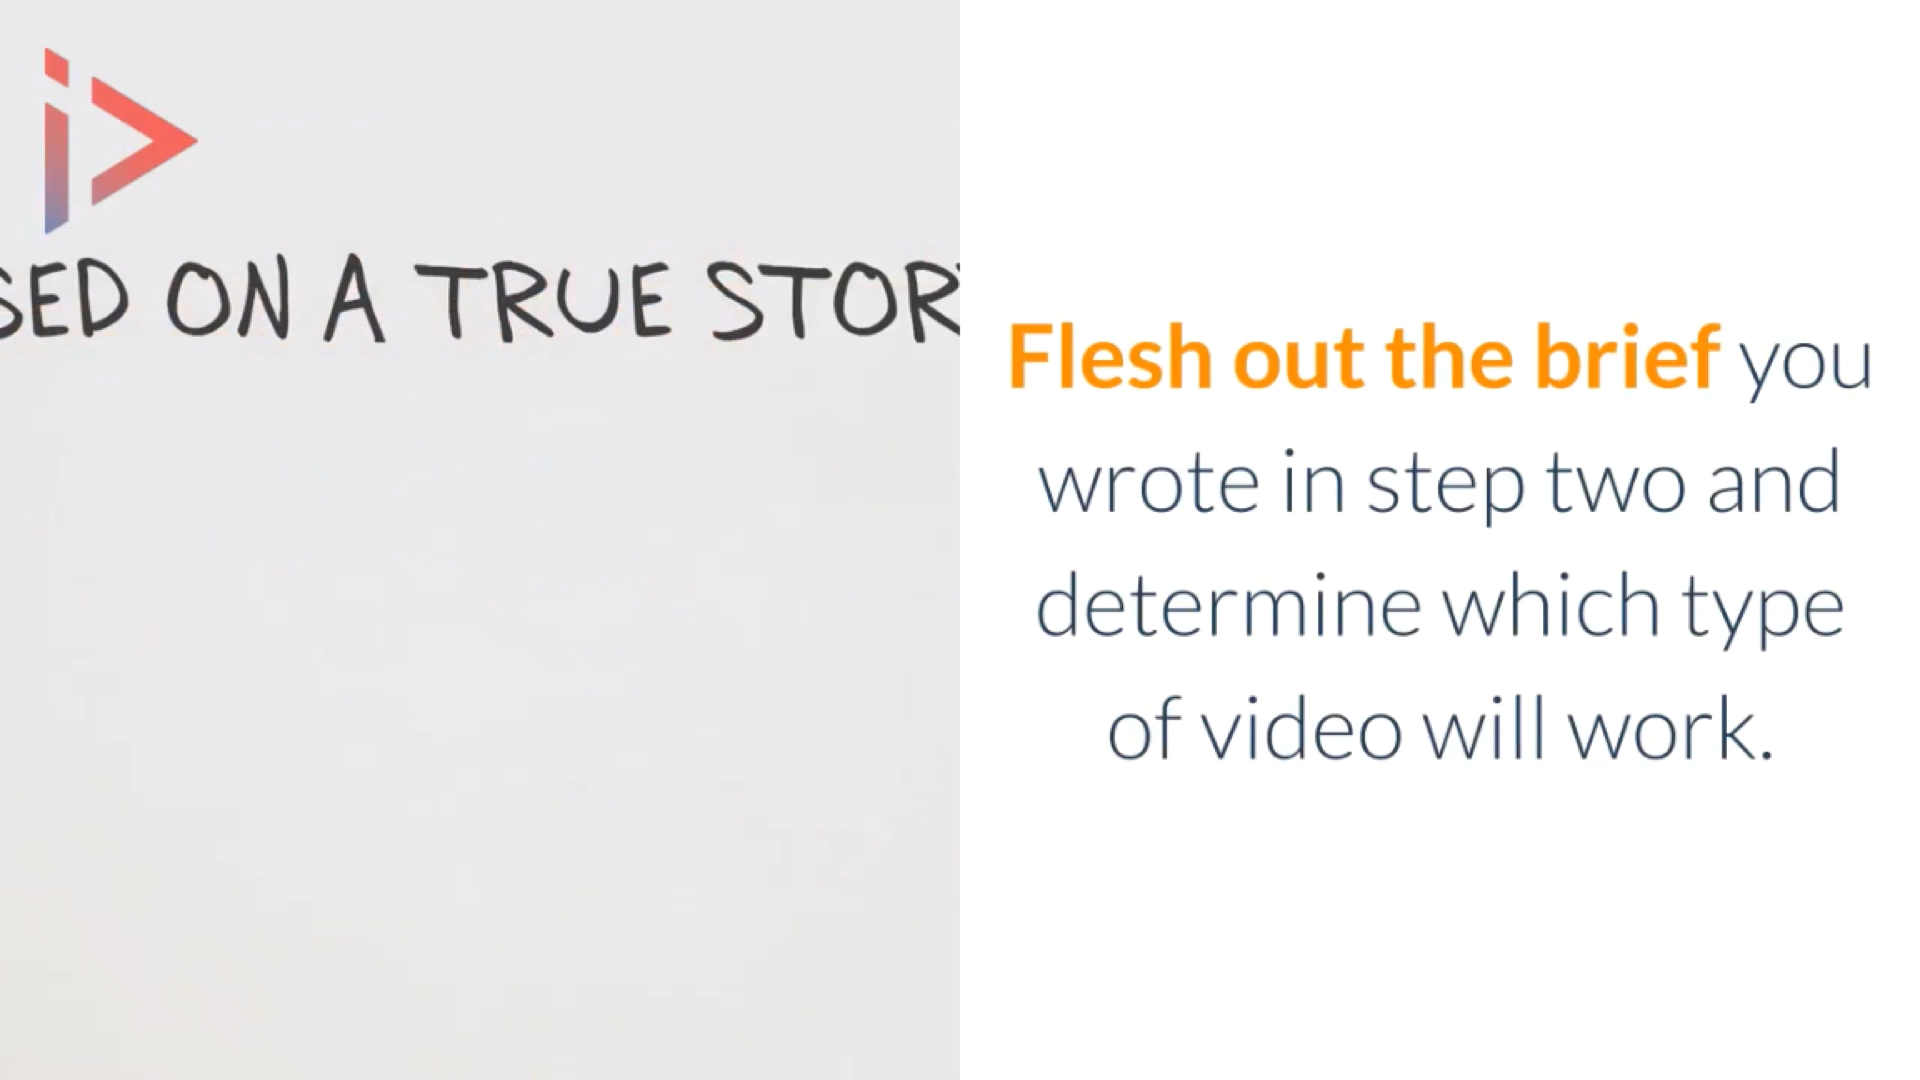 SED ON A TRUE STOR
Flesh out the brief you
wrote in step two and
determine which type
of video will work.